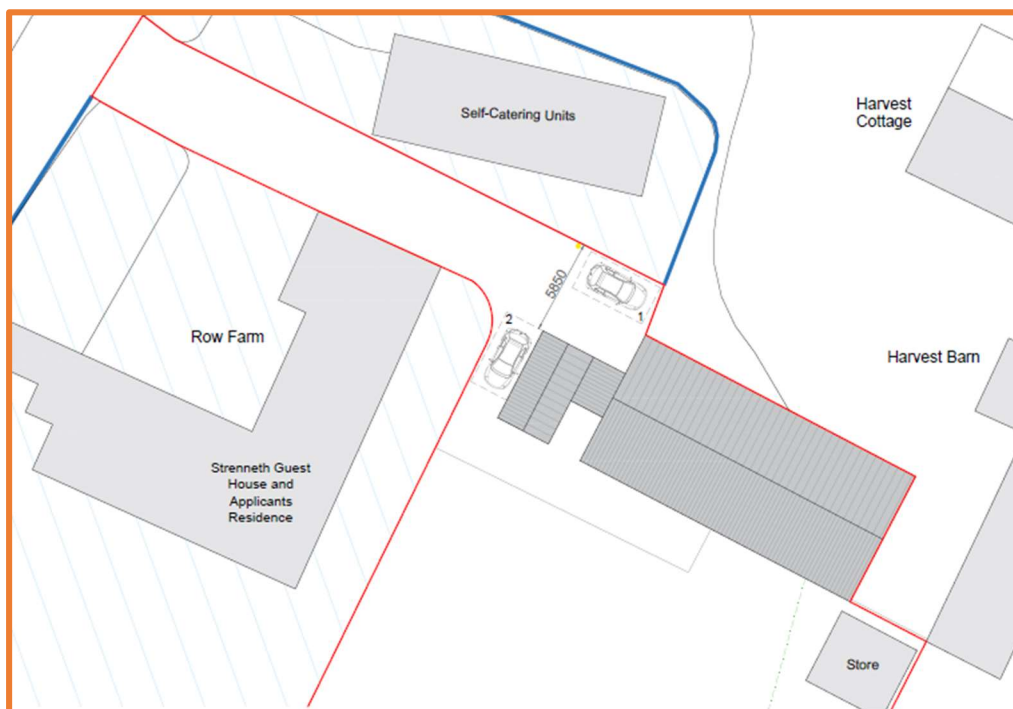 Self-Catering Units
Harvest
Cottage
5850
1
2
Row Farm
Harvest Barn
Strenneth Guest
House and
Applicants
Residence
Store